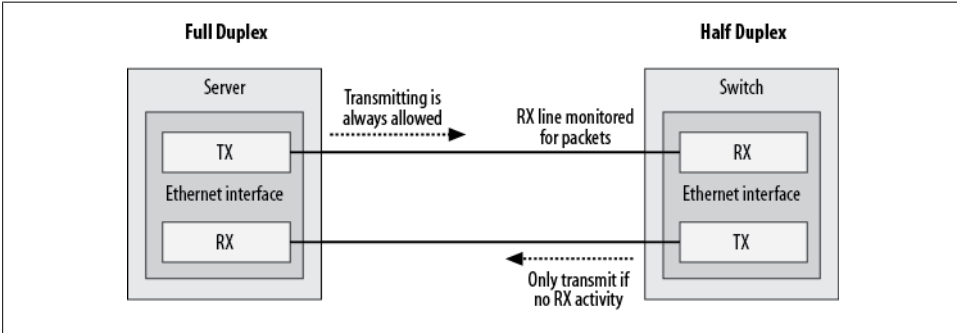 Full Duplex
Half Duplex
Server
Switch
Transmitting is
always allowed
RX line monitored
for packets
TX
RX
Ethernet interface
Ethernet interface
RX
TX
Only transmit if
no RX activity